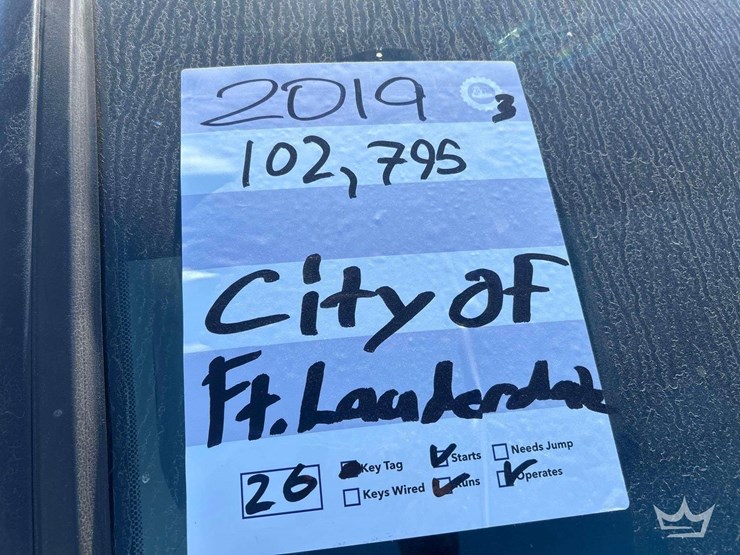 2019
3
102,795
City of
Ft. Lauderdale
26
Key Tag
Starts
Needs Jump
Keys Wired
Runs
Operates